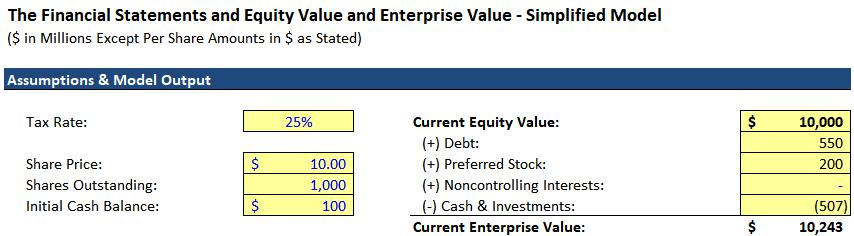 The Financial Statements and Equity Value and Enterprise Value - Simplified Model
($ in Millions Except Per Share Amounts in $ as Stated)
Assumptions & Model Output
Tax Rate: 25% Current Equity Value: $ 10,000
(+) Debt: 550
Share Price: $ 10.00 (+) Preferred Stock: 200
Shares Outstanding: 1,000 (+) Noncontrolling Interests: -
Initial Cash Balance: $ 100 (-) Cash & Investments: (507)
Current Enterprise Value: $ 10,243